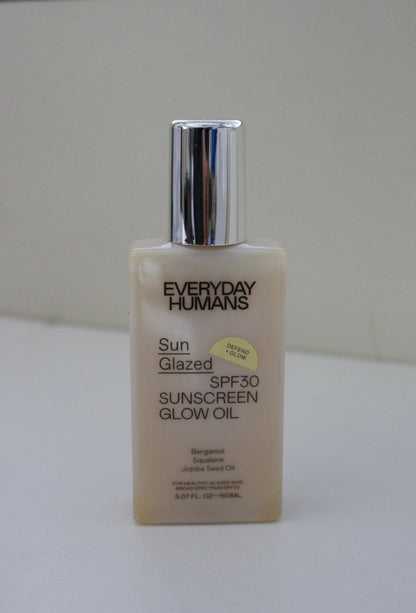 EVERYDAY
HUMANS
Sun
Glazed
DEFEND
+ GLOW
SPF30
SUNSCREEN
GLOW OIL
Bergamot
Squalane
Jojoba Seed Oil
FOR HEALTHY, GLAZED SKIN
BROAD SPECTRUM SPF30
5.07 FL. OZ—150ML